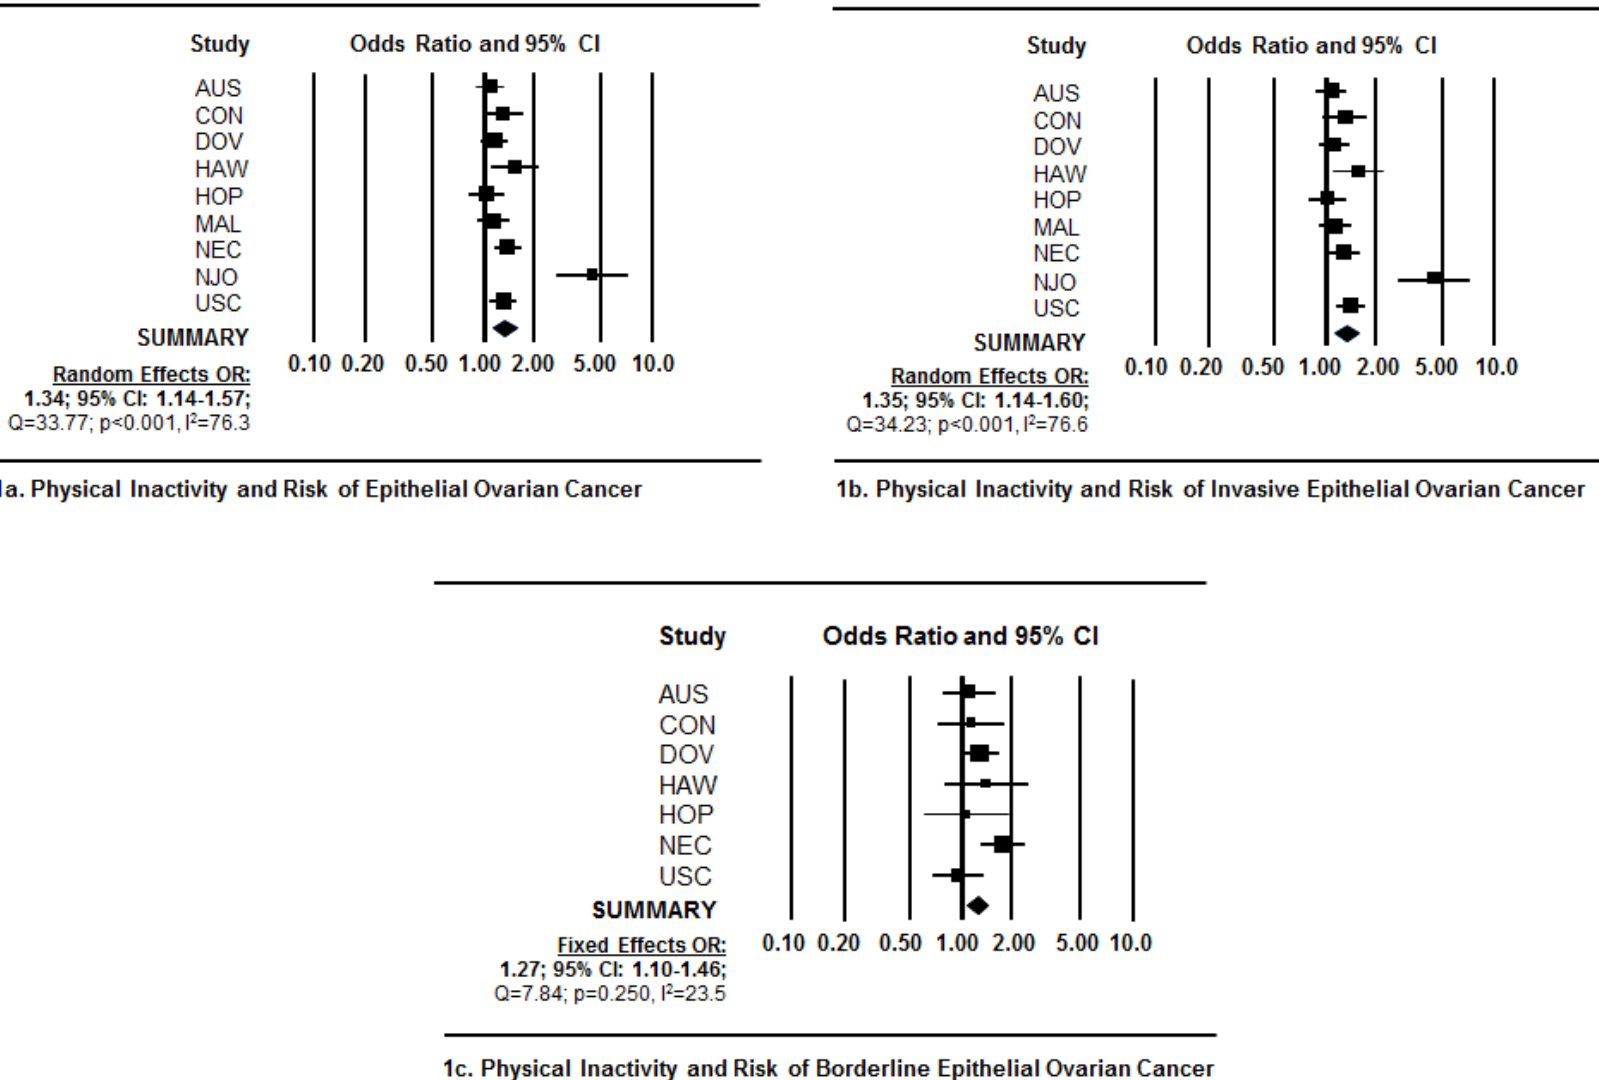 Study Odds Ratio and 95% CI
AUS
CON
DOV
HAW
HOP
MAL
NEC
NJO
USC
SUMMARY
0.10 0.20 0.50 1.00 2.00 5.00 10.0
Random Effects OR:
1.34; 95% CI: 1.14-1.57;
Q=33.77; p<0.001, I²=76.3
1a. Physical Inactivity and Risk of Epithelial Ovarian Cancer
Study Odds Ratio and 95% CI
AUS
CON
DOV
HAW
HOP
MAL
NEC
NJO
USC
SUMMARY
0.10 0.20 0.50 1.00 2.00 5.00 10.0
Random Effects OR:
1.35; 95% CI: 1.14-1.60;
Q=34.23; p<0.001, I²=76.6
1b. Physical Inactivity and Risk of Invasive Epithelial Ovarian Cancer
Study Odds Ratio and 95% CI
AUS
CON
DOV
HAW
HOP
NEC
USC
SUMMARY
0.10 0.20 0.50 1.00 2.00 5.00 10.0
Fixed Effects OR:
1.27; 95% CI: 1.10-1.46;
Q=7.84; p=0.250, I²=23.5
1c. Physical Inactivity and Risk of Borderline Epithelial Ovarian Cancer